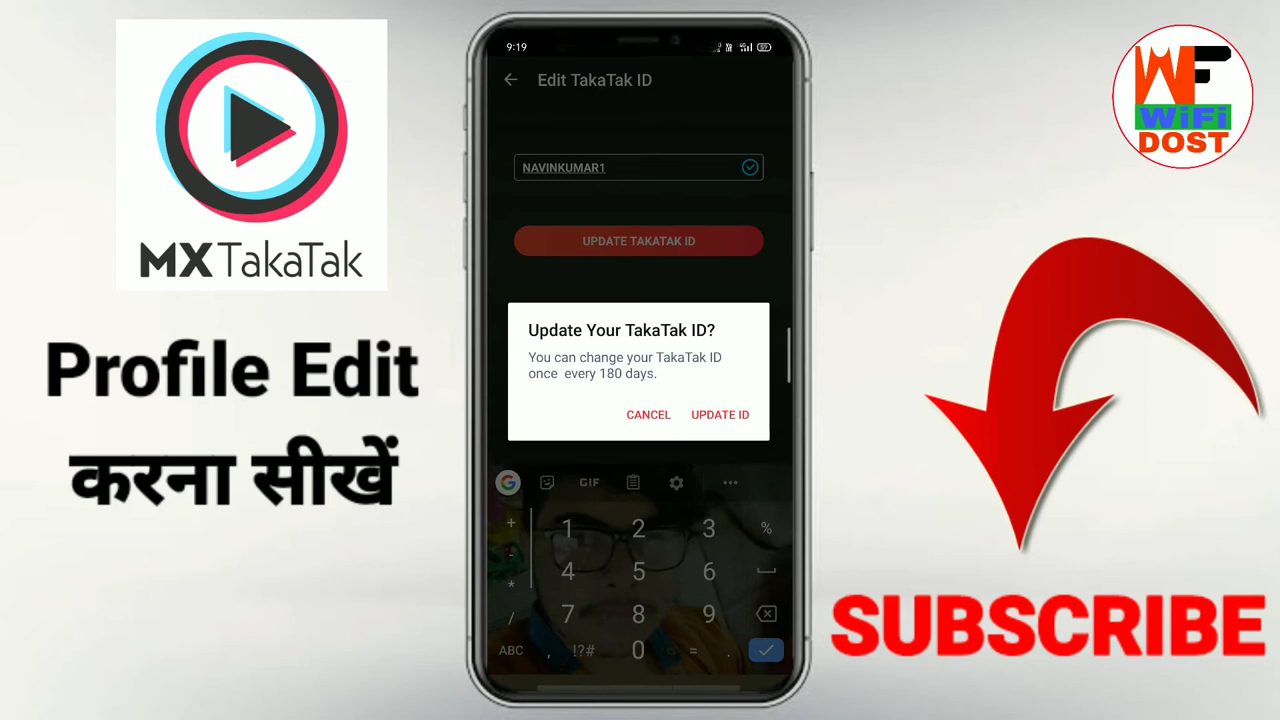 MXTakaTak
Profile Edit
करना सीखें
9:19
Edit TakaTak ID
NAVINKUMAR1
UPDATE TAKATAK ID
Update Your TakaTak ID?
You can change your TakaTak ID
once every 180 days.
CANCEL UPDATE ID
G GIF
+ 1 2 3 %
- 4 5 6
* 7 8 9
/
ABC , !?# 0 = .
WF
WiFi
DOST
SUBSCRIBE